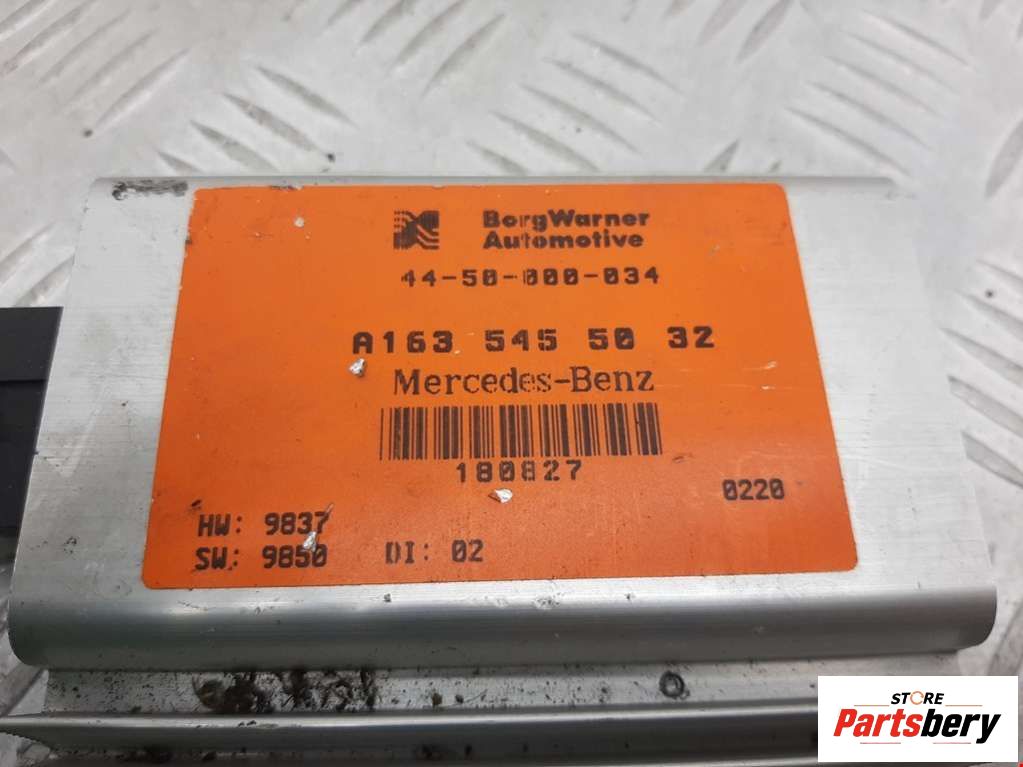 BorgWarner
Automotive
44-50-000-034
A163 545 50 32
Mercedes-Benz
180827
0220
HW: 9837
SW: 9850 DI: 02
STORE
Partsbery